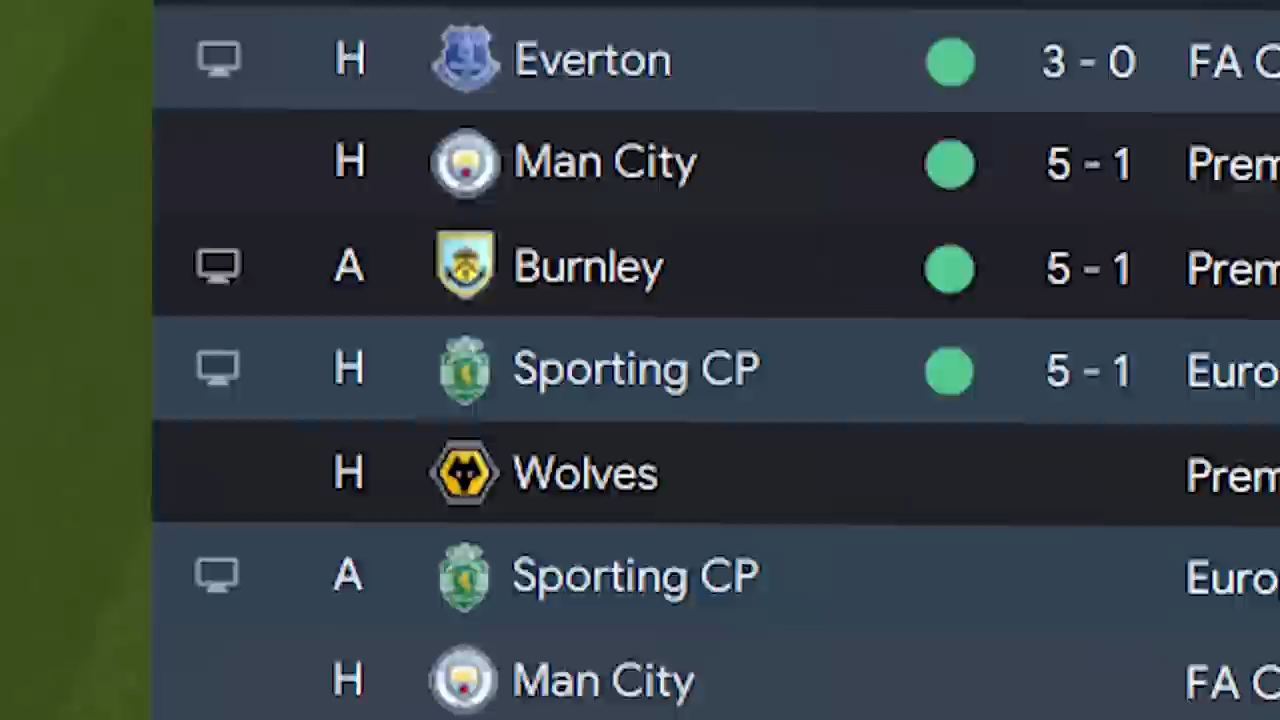 H Everton 3 - 0 FA C
H Man City 5 - 1 Prem
A Burnley 5 - 1 Prem
H Sporting CP 5 - 1 Euro
H Wolves Prem
A Sporting CP Euro
H Man City FA C